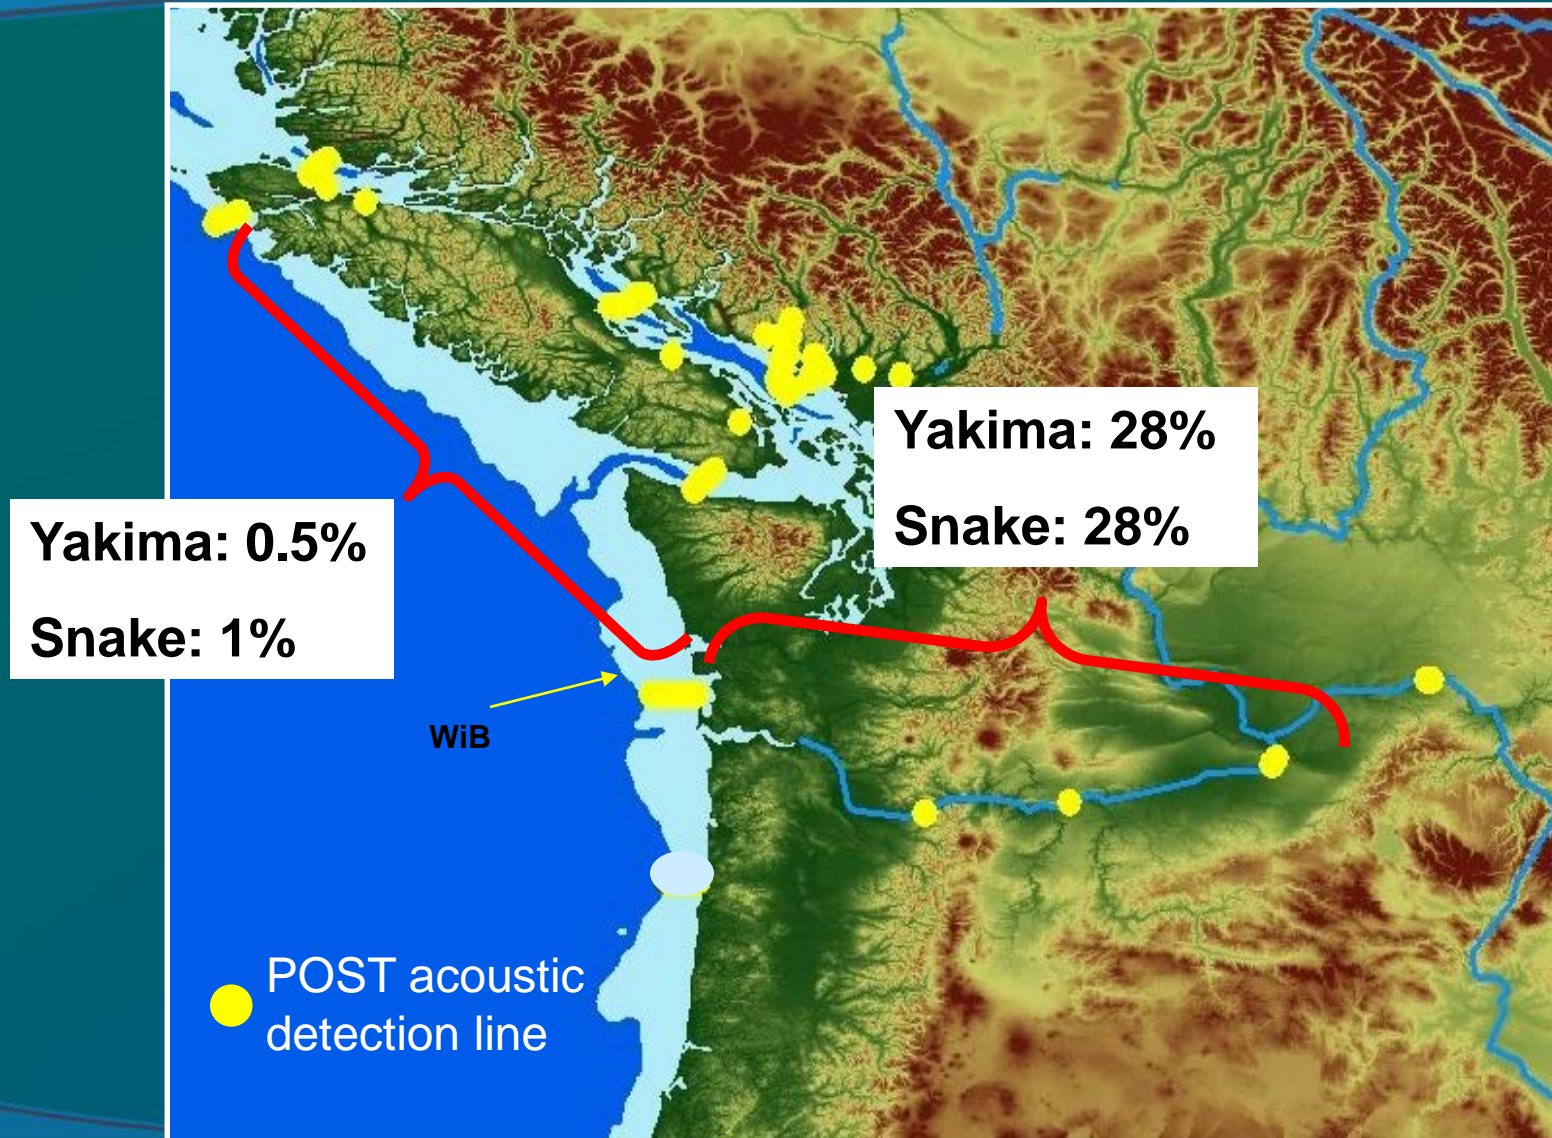 Yakima: 28%
Snake: 28%
Yakima: 0.5%
Snake: 1%
WiB
POST acoustic
detection line